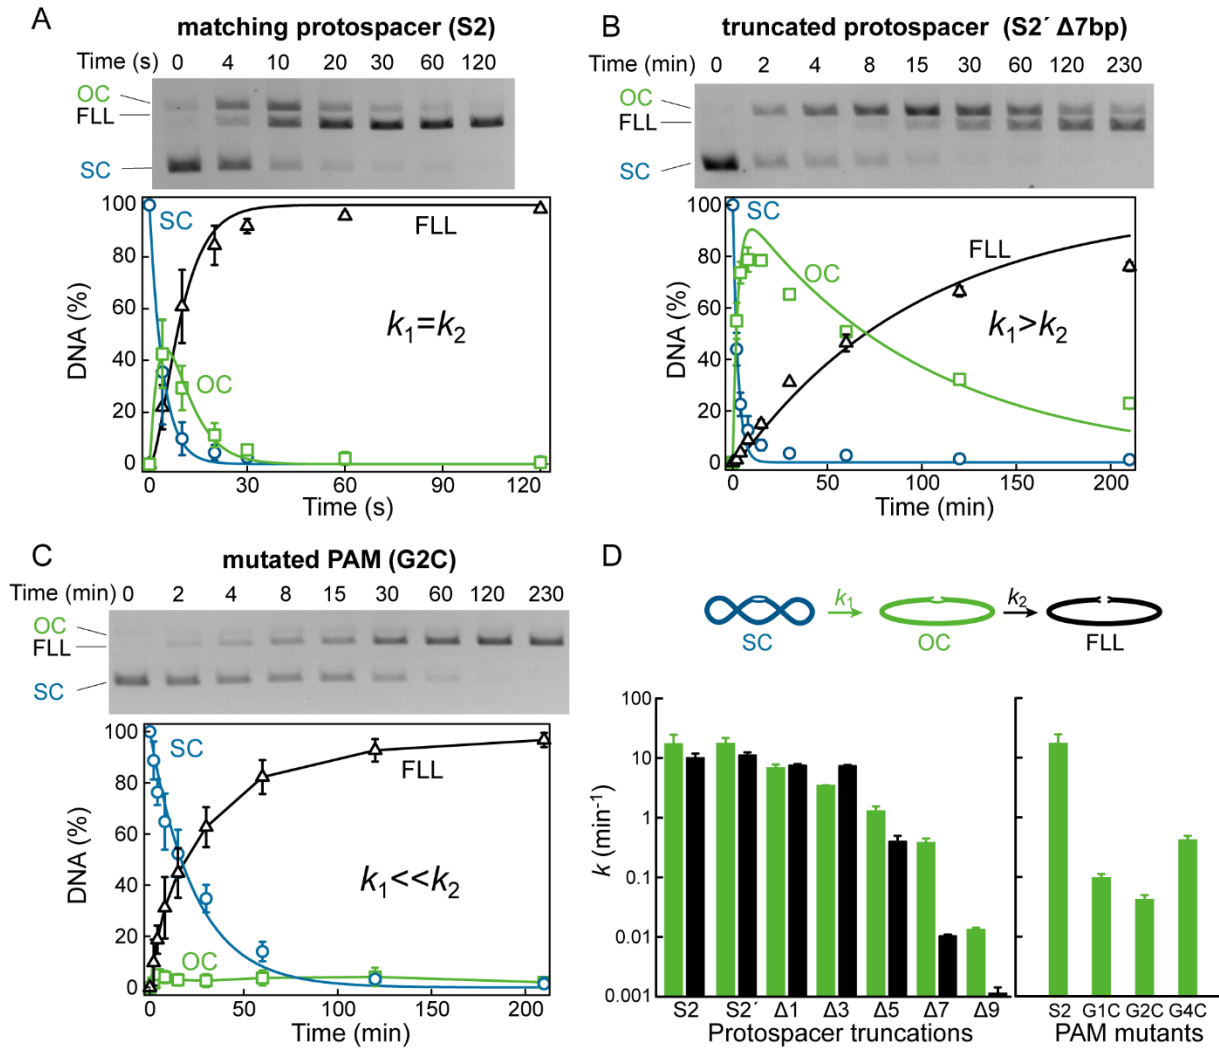 A
matching protospacer (S2)
Time (s) 0 4 10 20 30 60 120
OC
FLL
SC
100
80
60
40
20
0
DNA (%)
SC
FLL
OC
k1=k2
0 30 60 90 120
Time (s)
B
truncated protospacer (S2´ Δ7bp)
Time (min) 0 2 4 8 15 30 60 120 230
OC
FLL
SC
100
80
60
40
20
0
DNA (%)
SC
FLL
OC
k1>k2
0 50 100 150 200
Time (min)
C
mutated PAM (G2C)
Time (min) 0 2 4 8 15 30 60 120 230
OC
FLL
SC
100
80
60
40
20
0
DNA (%)
SC
FLL
k1<<k2
OC
0 50 100 150 200
Time (min)
D
k1 k2
SC OC FLL
100
10
1
0.1
0.01
0.001
k (min-1)
S2 S2´ Δ1 Δ3 Δ5 Δ7 Δ9
Protospacer truncations
S2 G1C G2C G4C
PAM mutants